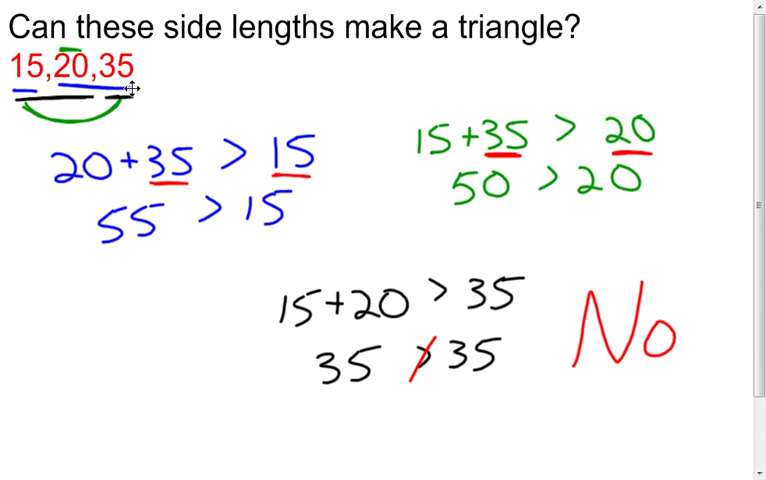 Can these side lengths make a triangle?
15,20,35
20+35 > 15
55 > 15
15+35 > 20
50 > 20
15+20 > 35
35 ≯ 35
No